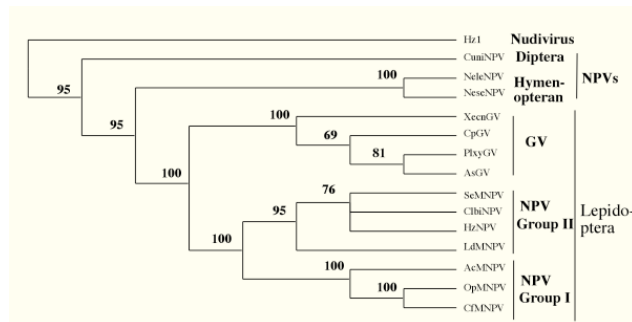 Hz1 Nudivirus
CuniNPV Diptera
95
NeleNPV
100
NPVs
Hymen-
opteran
NeseNPV
95
XecnGV
100
CpGV
69
GV
PlxyGV
81
AsGV
100
SeMNPV
76
NPV
CfbiNPV
95
Group II
Lepido-
ptera
HzNPV
LdMNPV
100
AcMNPV
100
NPV
OpMNPV
100
Group I
CfMNPV